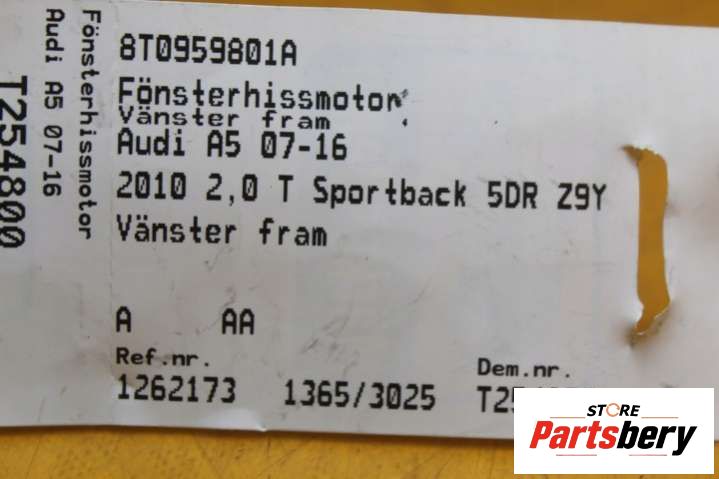 8T0959801A
Fönsterhissmotor
Vänster fram
Audi A5 07-16
2010 2,0 T Sportback 5DR Z9Y
Vänster fram
A AA
Ref.nr.
1262173 1365/3025
Dem.nr.
Fönsterhissmotor
Audi A5 07-16
T254800
STORE
Partsbery